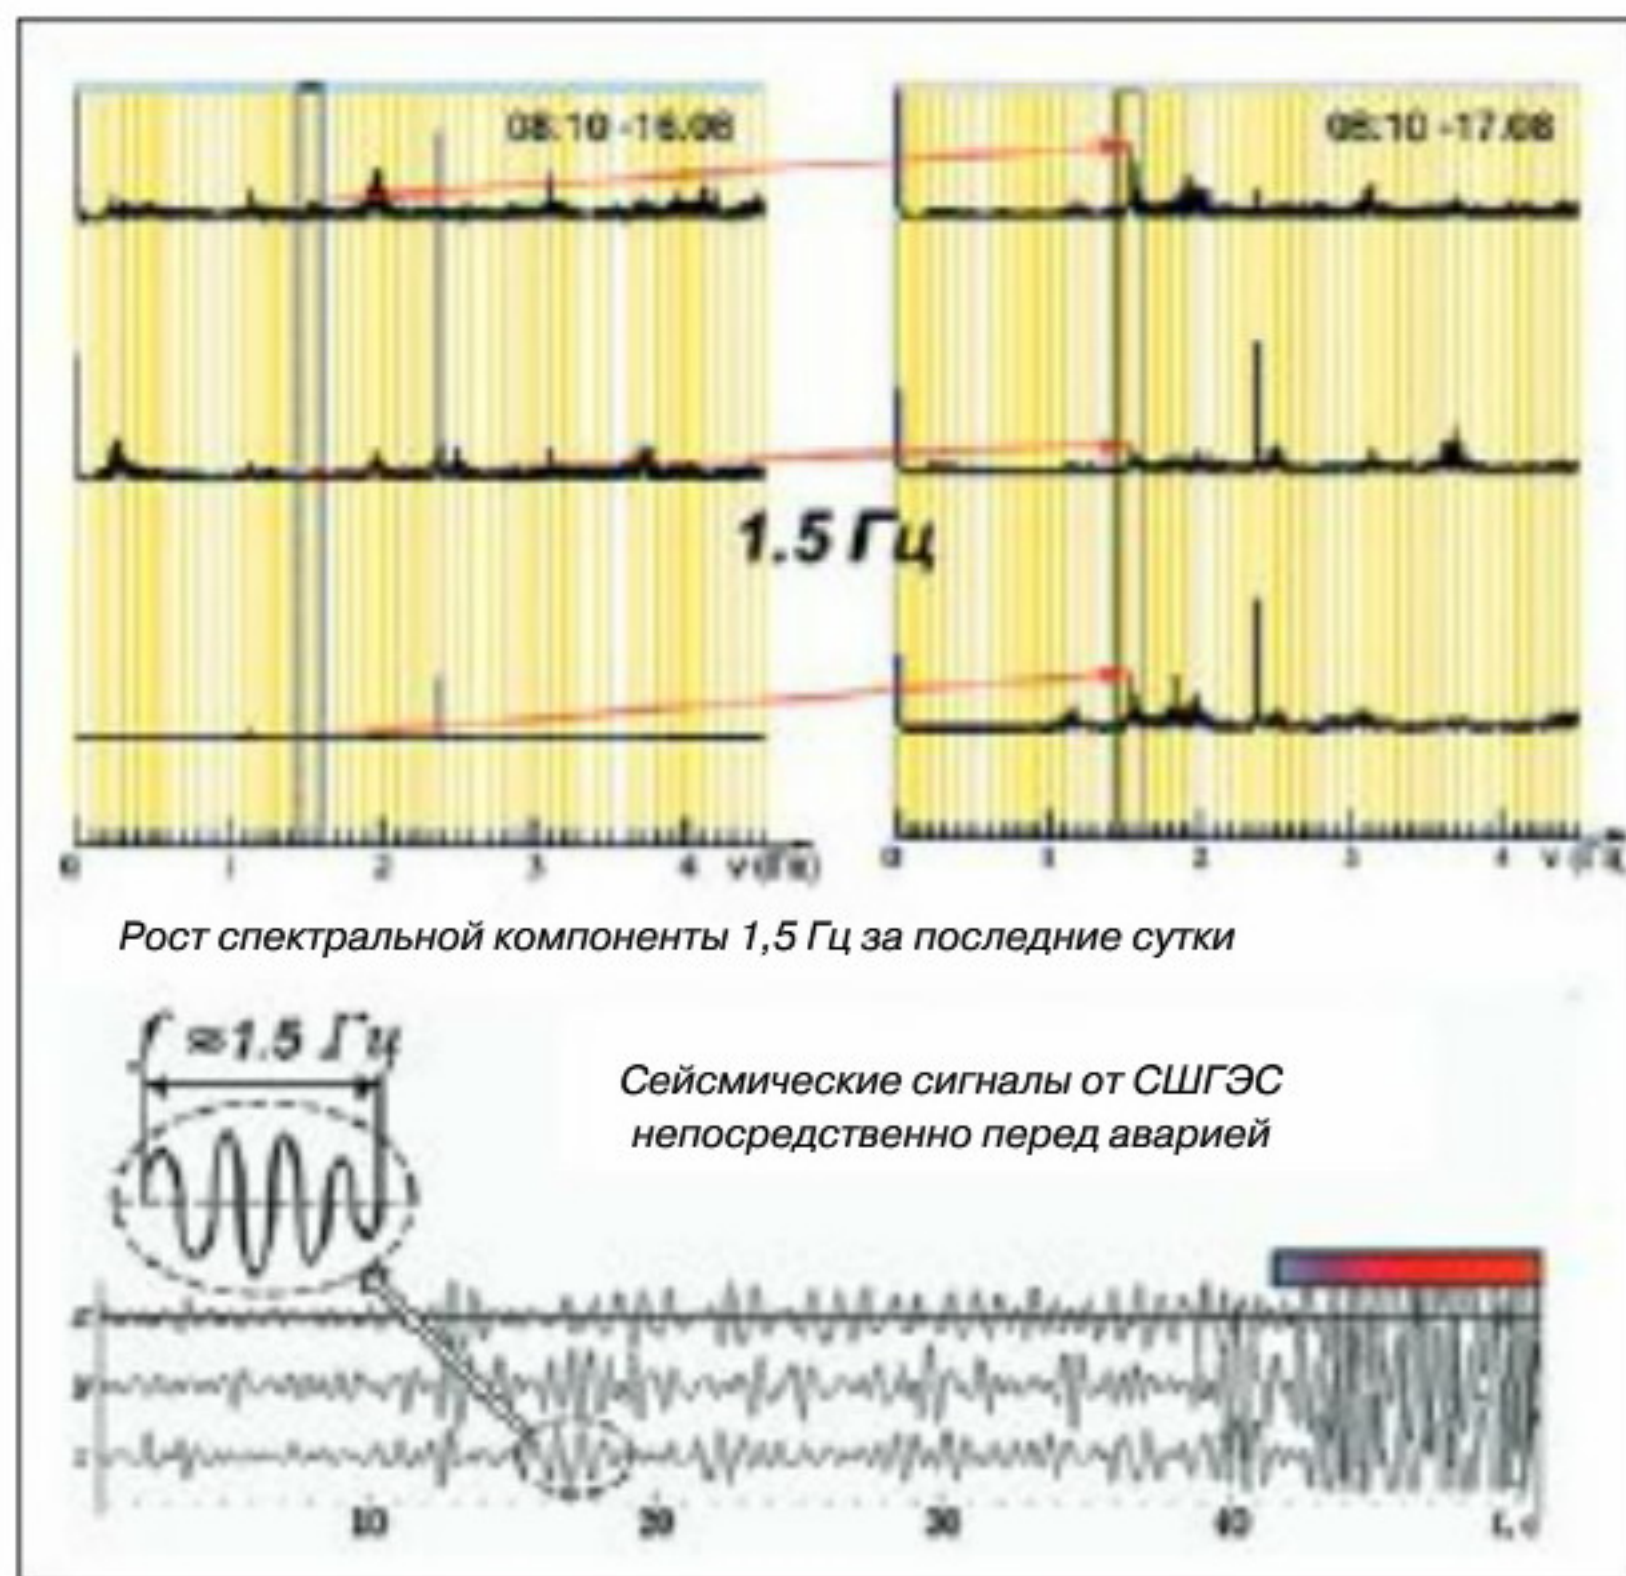 08:10 -16.08
08:10 -17.08
1.5 Гц
0 1 2 3 4 ν (Гц)
0 1 2 3 4 ν (Гц)
Рост спектральной компоненты 1,5 Гц за последние сутки
f ≈1.5 Гц
Сейсмические сигналы от СШГЭС
непосредственно перед аварией
10 20 30 40 t, с